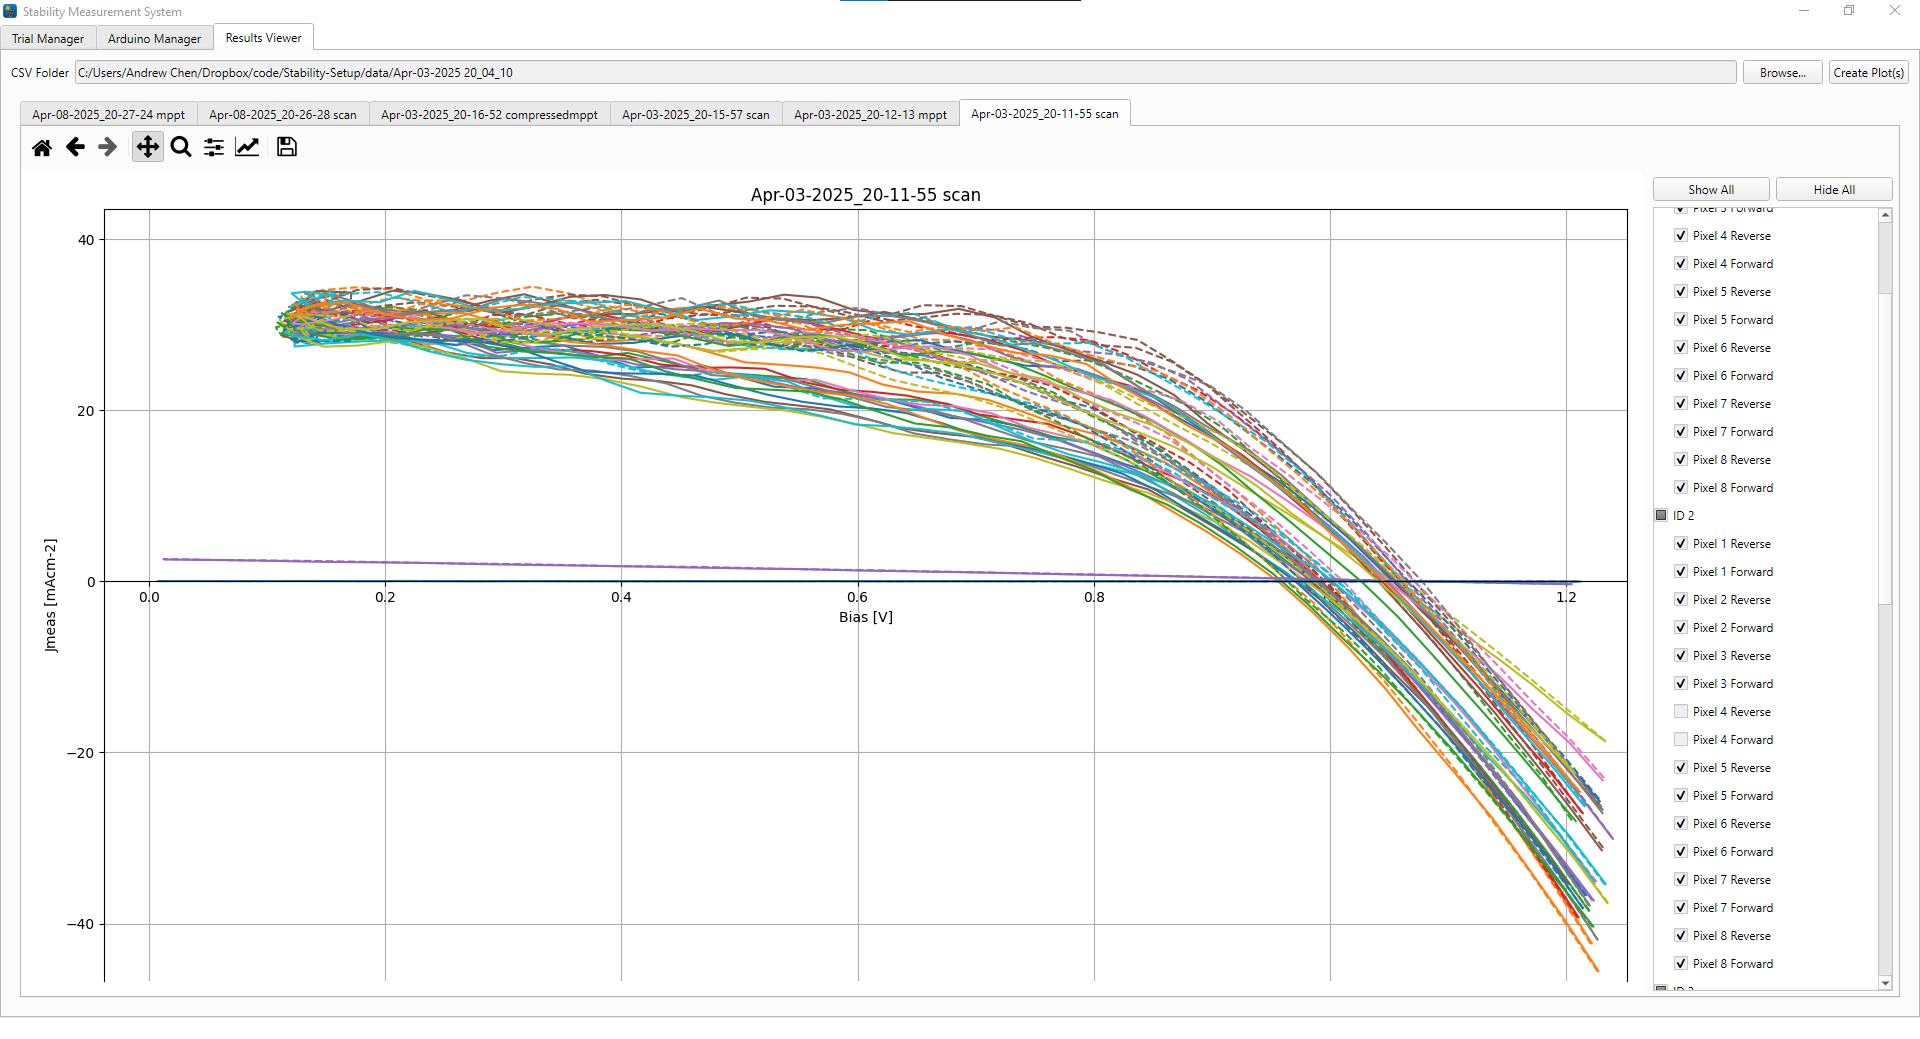 Stability Measurement System
Trial Manager
Arduino Manager
Results Viewer
CSV Folder
C:/Users/Andrew Chen/Dropbox/code/Stability-Setup/data/Apr-03-2025 20_04_10
Browse...
Create Plot(s)
Apr-08-2025_20-27-24 mppt
Apr-08-2025_20-26-28 scan
Apr-03-2025_20-16-52 compressedmppt
Apr-03-2025_20-15-57 scan
Apr-03-2025_20-12-13 mppt
Apr-03-2025_20-11-55 scan
Apr-03-2025_20-11-55 scan
40
20
0
−20
−40
Jmeas [mAcm-2]
0.0
0.2
0.4
0.6
0.8
1.2
Bias [V]
Show All
Hide All
Pixel 3 Forward
Pixel 4 Reverse
Pixel 4 Forward
Pixel 5 Reverse
Pixel 5 Forward
Pixel 6 Reverse
Pixel 6 Forward
Pixel 7 Reverse
Pixel 7 Forward
Pixel 8 Reverse
Pixel 8 Forward
ID 2
Pixel 1 Reverse
Pixel 1 Forward
Pixel 2 Reverse
Pixel 2 Forward
Pixel 3 Reverse
Pixel 3 Forward
Pixel 4 Reverse
Pixel 4 Forward
Pixel 5 Reverse
Pixel 5 Forward
Pixel 6 Reverse
Pixel 6 Forward
Pixel 7 Reverse
Pixel 7 Forward
Pixel 8 Reverse
Pixel 8 Forward